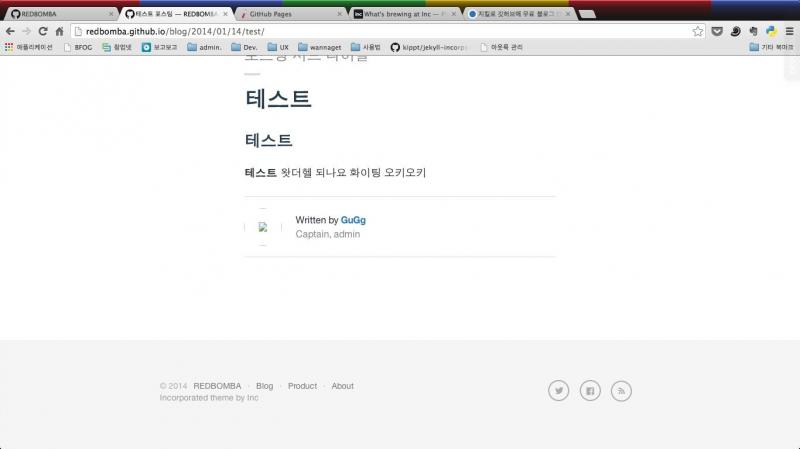 REDBOMBA
테스트 포스팅 — REDBOMBA
GitHub Pages
What's brewing at Inc —
지킬로 깃허브에 무료 블로그
redbomba.github.io/blog/2014/01/14/test/
애플리케이션 BFOG 잡업넷 보고보고 admin. Dev. UX wannaget 사용법 kippt/jekyll-incorp 아웃룩 관리 기타 북마크
테스트
테스트
테스트 왓더헬 되나요 화이팅 오키오키
Written by GuGg
Captain, admin
© 2014 REDBOMBA · Blog · Product · About
Incorporated theme by Inc